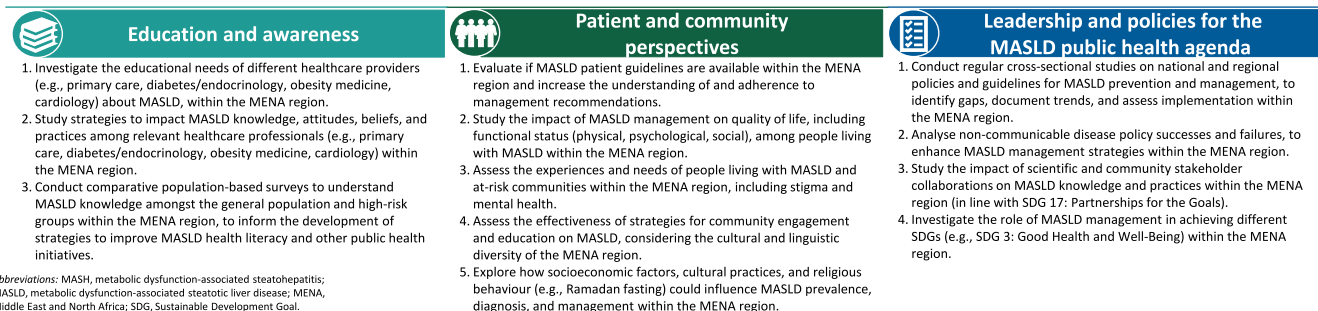 Education and awareness
1. Investigate the educational needs of different healthcare providers
(e.g., primary care, diabetes/endocrinology, obesity medicine,
cardiology) about MASLD, within the MENA region.
2. Study strategies to impact MASLD knowledge, attitudes, beliefs, and
practices among relevant healthcare professionals (e.g., primary
care, diabetes/endocrinology, obesity medicine, cardiology) within
the MENA region.
3. Conduct comparative population-based surveys to understand
MASLD knowledge amongst the general population and high-risk
groups within the MENA region, to inform the development of
strategies to improve MASLD health literacy and other public health
initiatives.
bbreviations: MASH, metabolic dysfunction-associated steatohepatitis;
ASLD, metabolic dysfunction-associated steatotic liver disease; MENA,
iddle East and North Africa; SDG, Sustainable Development Goal.
Patient and community
perspectives
1. Evaluate if MASLD patient guidelines are available within the MENA
region and increase the understanding of and adherence to
management recommendations.
2. Study the impact of MASLD management on quality of life, including
functional status (physical, psychological, social), among people living
with MASLD within the MENA region.
3. Assess the experiences and needs of people living with MASLD and
at-risk communities within the MENA region, including stigma and
mental health.
4. Assess the effectiveness of strategies for community engagement
and education on MASLD, considering the cultural and linguistic
diversity of the MENA region.
5. Explore how socioeconomic factors, cultural practices, and religious
behaviour (e.g., Ramadan fasting) could influence MASLD prevalence,
diagnosis, and management within the MENA region.
Leadership and policies for the
MASLD public health agenda
1. Conduct regular cross-sectional studies on national and regional
policies and guidelines for MASLD prevention and management, to
identify gaps, document trends, and assess implementation within
the MENA region.
2. Analyse non-communicable disease policy successes and failures, to
enhance MASLD management strategies within the MENA region.
3. Study the impact of scientific and community stakeholder
collaborations on MASLD knowledge and practices within the MENA
region (in line with SDG 17: Partnerships for the Goals).
4. Investigate the role of MASLD management in achieving different
SDGs (e.g., SDG 3: Good Health and Well-Being) within the MENA
region.